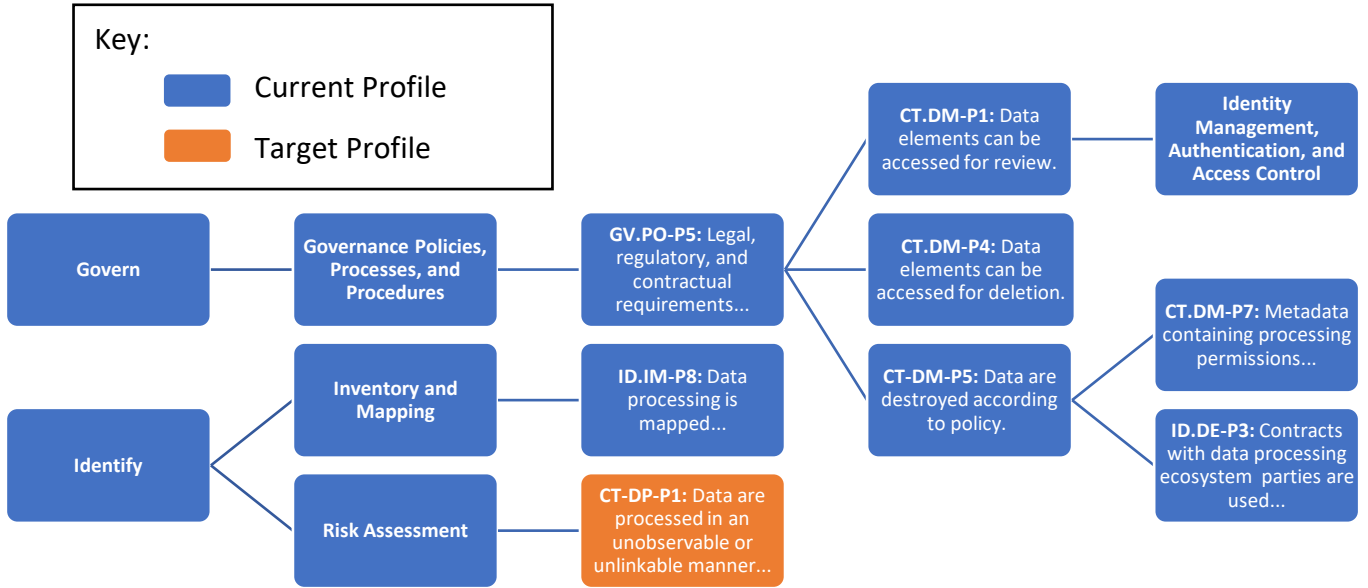 Key:
Current Profile
Target Profile
CT.DM-P1: Data
elements can be
accessed for review.
Identity
Management,
Authentication, and
Access Control
Govern
Governance Policies,
Processes, and
Procedures
GV.PO-P5: Legal,
regulatory, and
contractual
requirements...
CT.DM-P4: Data
elements can be
accessed for deletion.
CT.DM-P7: Metadata
containing processing
permissions...
Identify
Inventory and
Mapping
ID.IM-P8: Data
processing is
mapped...
CT-DM-P5: Data are
destroyed according
to policy.
ID.DE-P3: Contracts
with data processing
ecosystem parties are
used...
Risk Assessment
CT-DP-P1: Data are
processed in an
unobservable or
unlinkable manner...